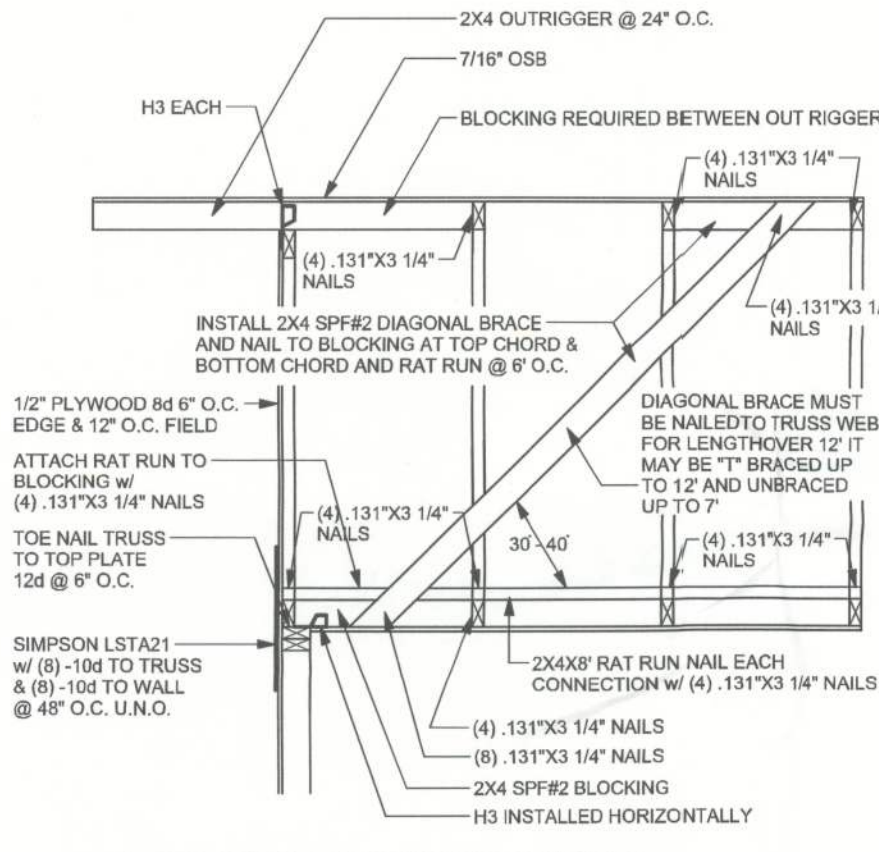 2X4 OUTRIGGER @ 24" O.C.
7/16" OSB
H3 EACH
BLOCKING REQUIRED BETWEEN OUT RIGGER
(4) .131"X3 1/4"
NAILS
(4) .131"X3 1/4"
NAILS
(4) .131"X3 1/
NAILS
INSTALL 2X4 SPF#2 DIAGONAL BRACE
AND NAIL TO BLOCKING AT TOP CHORD &
BOTTOM CHORD AND RAT RUN @ 6' O.C.
1/2" PLYWOOD 8d 6" O.C.
EDGE & 12" O.C. FIELD
DIAGONAL BRACE MUST
BE NAILEDTO TRUSS WEB
FOR LENGTHOVER 12' IT
MAY BE "T" BRACED UP
TO 12' AND UNBRACED
UP TO 7'
ATTACH RAT RUN TO
BLOCKING w/
(4) .131"X3 1/4" NAILS
(4) .131"X3 1/4"
NAILS
30° - 40°
(4) .131"X3 1/4"
NAILS
TOE NAIL TRUSS
TO TOP PLATE
12d @ 6" O.C.
SIMPSON LSTA21
w/ (8) -10d TO TRUSS
& (8) -10d TO WALL
@ 48" O.C. U.N.O.
2X4X8' RAT RUN NAIL EACH
CONNECTION w/ (4) .131"X3 1/4" NAILS
(4) .131"X3 1/4" NAILS
(8) .131"X3 1/4" NAILS
2X4 SPF#2 BLOCKING
H3 INSTALLED HORIZONTALLY